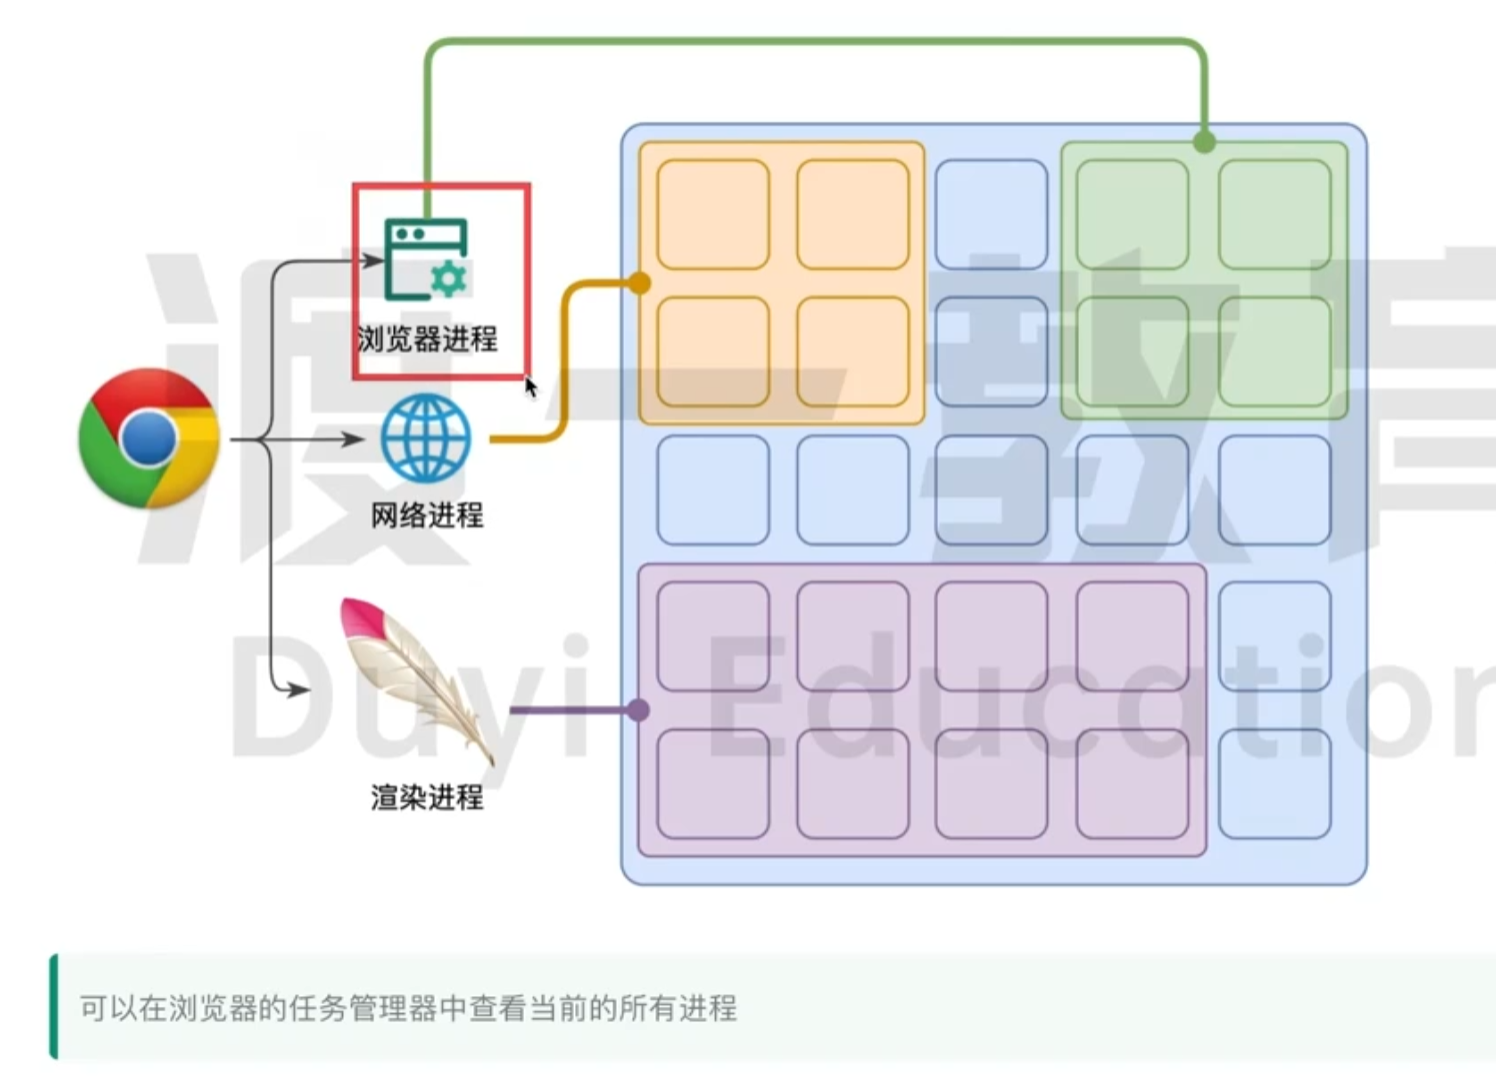 浏览器进程
网络进程
渲染进程
渡一教育
Duyi Education
可以在浏览器的任务管理器中查看当前的所有进程